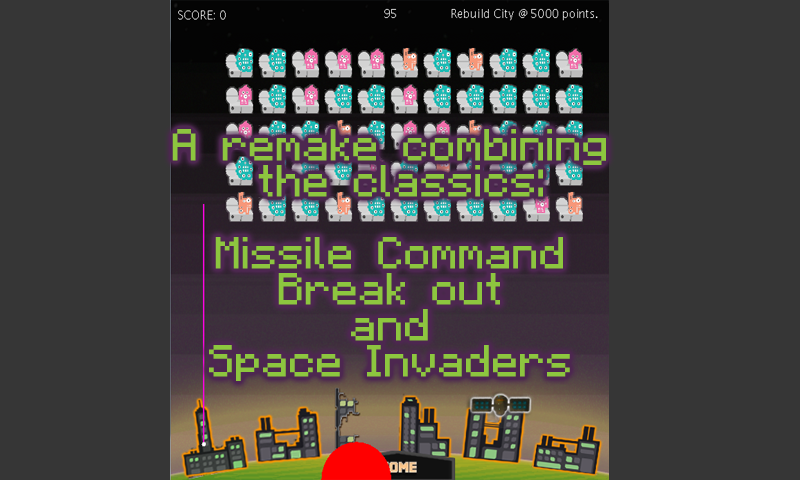 SCORE: 0
95
Rebuild City @ 5000 points.
A remake combining
the classics:
Missile Command
Break out
and
Space Invaders